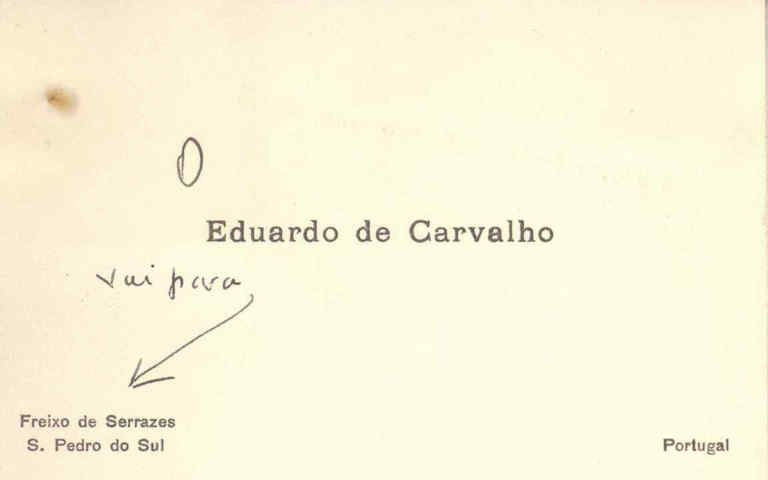 O
Eduardo de Carvalho
vai para
Freixo de Serrazes
S. Pedro do Sul
Portugal